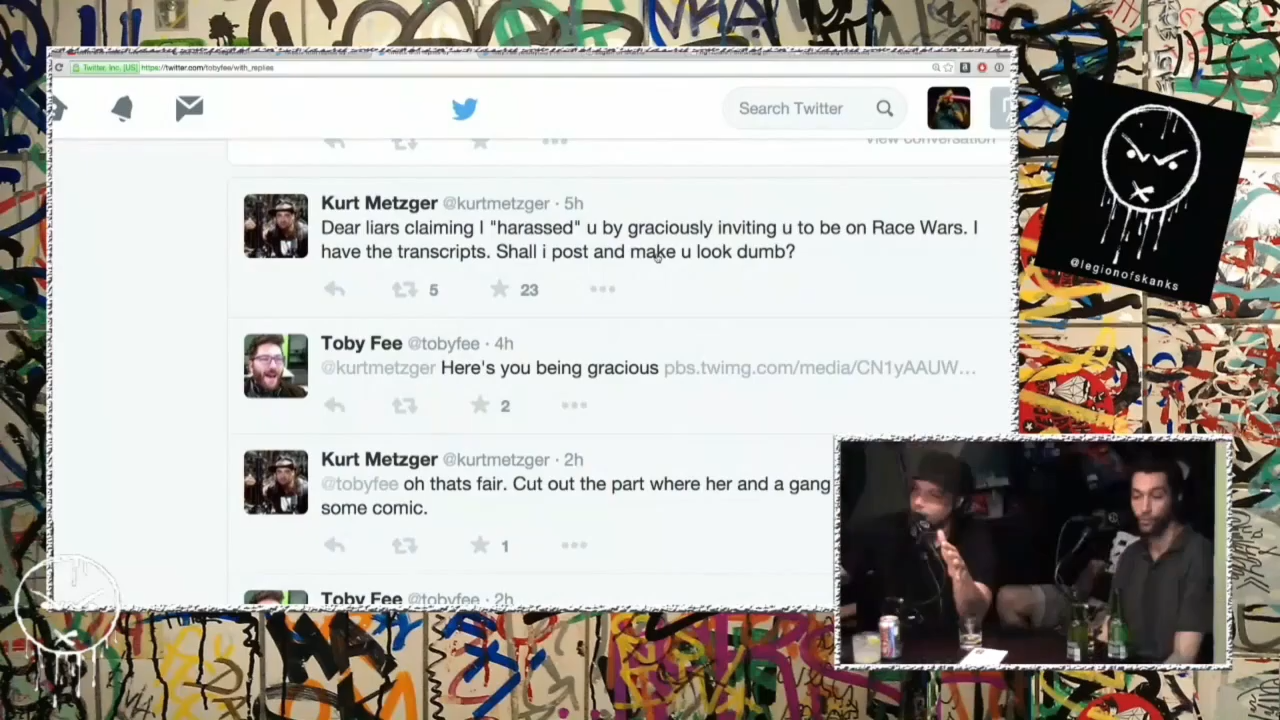 Twitter, Inc. [US] https://twitter.com/tobyfee/with_replies
Search Twitter
View conversation
Kurt Metzger @kurtmetzger · 5h
Dear liars claiming I "harassed" u by graciously inviting u to be on Race Wars. I
have the transcripts. Shall i post and make u look dumb?
5 23
Toby Fee @tobyfee · 4h
@kurtmetzger Here's you being gracious pbs.twimg.com/media/CN1yAAUW…
2
Kurt Metzger @kurtmetzger · 2h
@tobyfee oh thats fair. Cut out the part where her and a gang
some comic.
1
Toby Fee @tobyfee · 2h
@legionofskanks